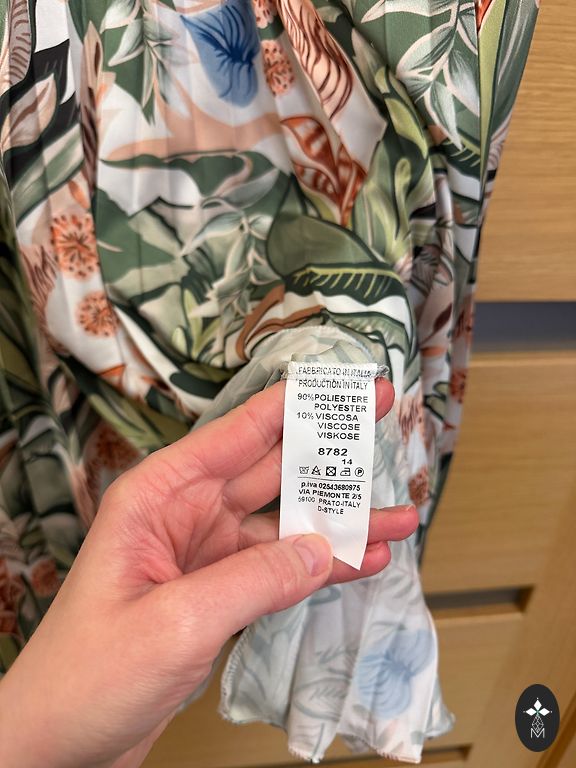 FABBRICATO IN ITALIA
PRODUCTION IN ITALY
90% POLIESTERE
POLYESTER
10% VISCOSA
VISCOSE
VISKOSE
8782
14
p.iva 02543680975
VIA PIEMONTE 2/5
59100 PRATO-ITALY
D-STYLE
M